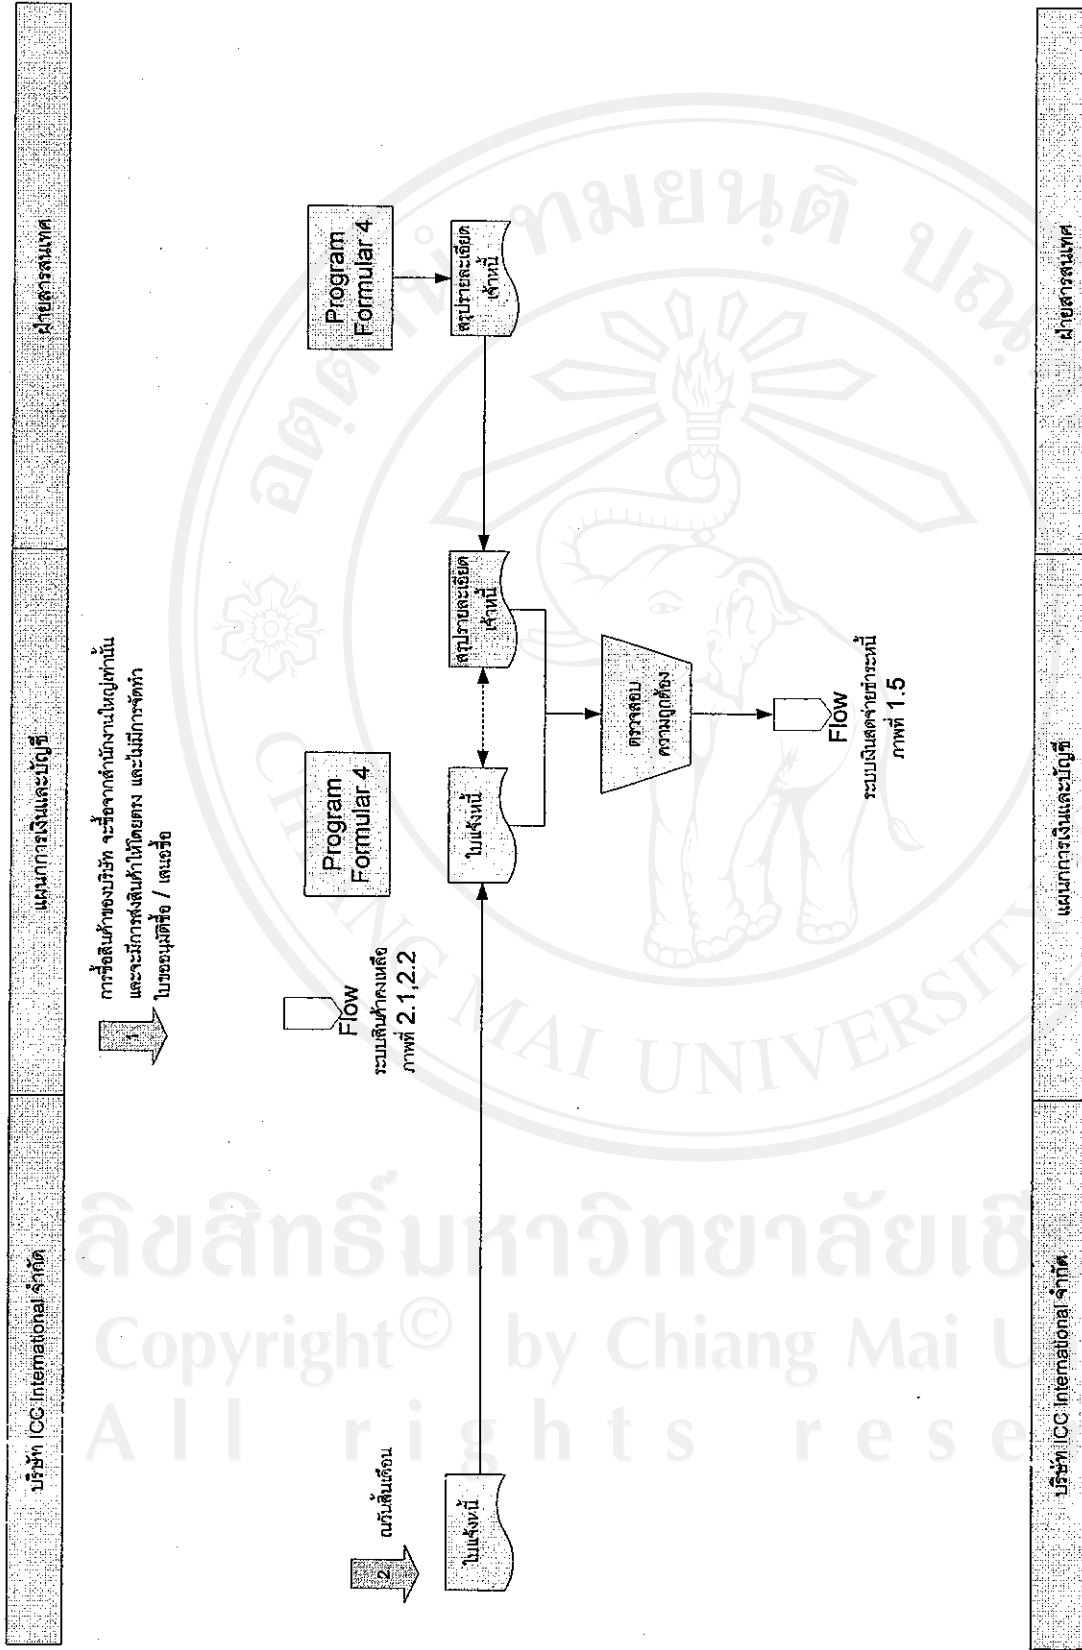 บริษัท ICC International จำกัด
แผนกการเงินและบัญชี
ฝ่ายสารสนเทศ
1
การซื้อสินค้าของบริษัท จะซื้อจากสำนักงานใหญ่เท่านั้น
และจะมีการส่งสินค้าให้โดยตรง และไม่มีการจัดทำ
ใบขออนุมัติซื้อ / เสนอซื้อ
Flow
ระบบสินค้าคงเหลือ
ภาพที่ 2.1,2.2
Program
Formular 4
Program
Formular 4
2
ณวันสิ้นเดือน
ใบแจ้งหนี้
ใบแจ้งหนี้
สรุปรายละเอียด
เจ้าหนี้
สรุปรายละเอียด
เจ้าหนี้
ตรวจสอบ
ความถูกต้อง
Flow
ระบบเงินสดจ่ายชำระหนี้
ภาพที่ 1.5
บริษัท ICC International จำกัด
แผนกการเงินและบัญชี
ฝ่ายสารสนเทศ
CHIANG MAI UNIVERSITY
ลิขสิทธิ์มหาวิทยาลัยเชี
Copyright© by Chiang Mai U
All rights rese